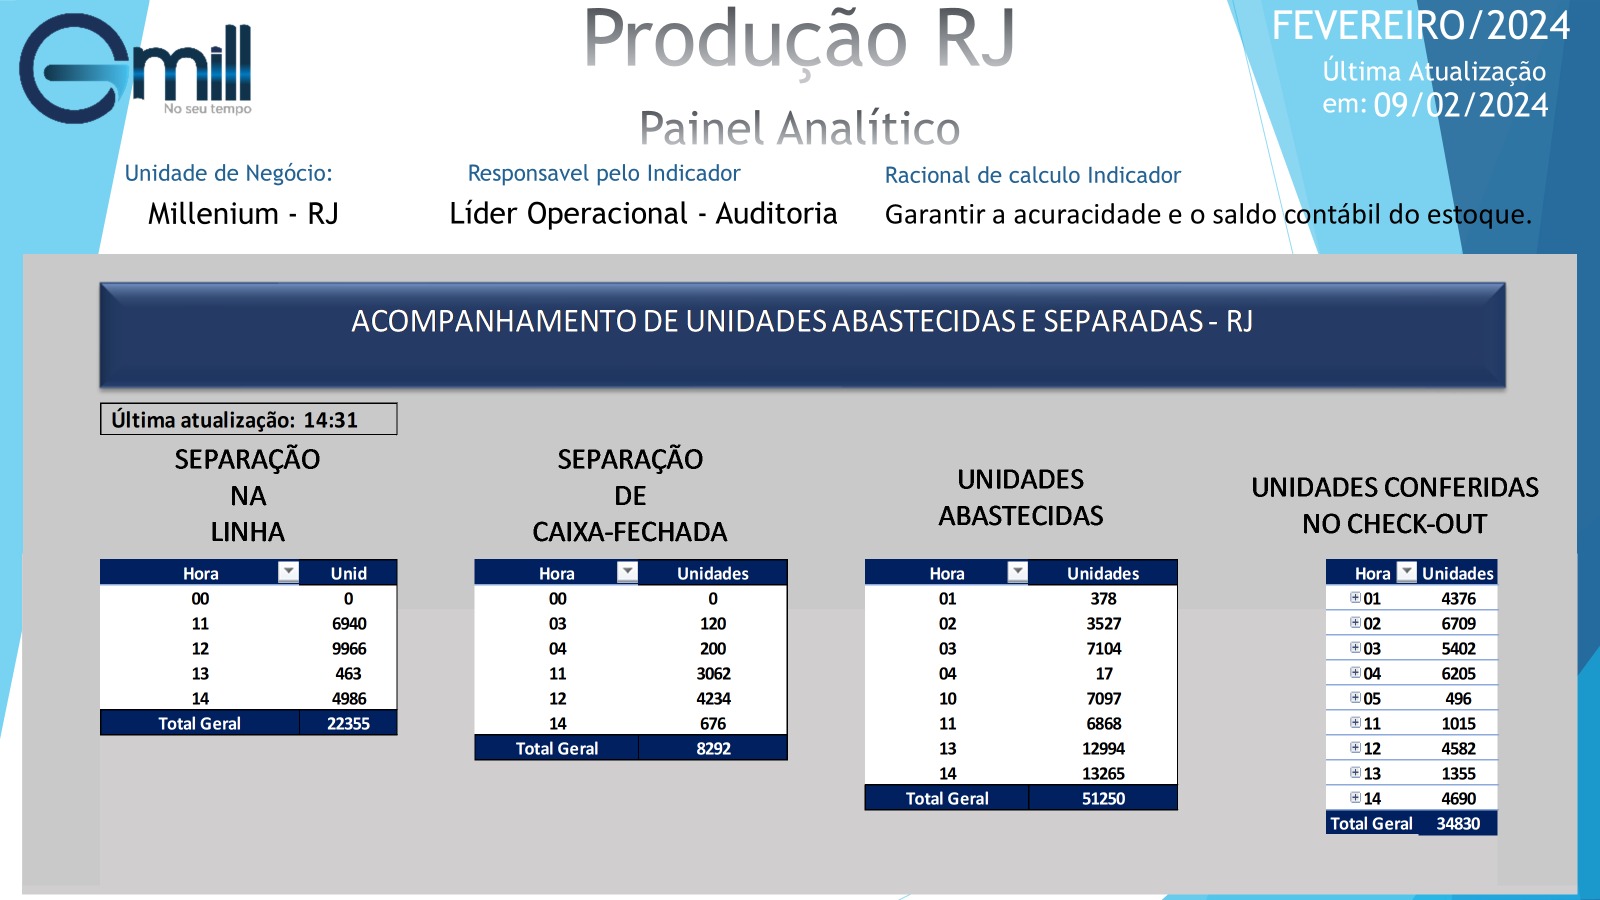 Gmill
No seu tempo
Produção RJ
Painel Analítico
FEVEREIRO/2024
Última Atualização
em: 09/02/2024
Unidade de Negócio:
Millenium - RJ
Responsavel pelo Indicador
Líder Operacional - Auditoria
Racional de calculo Indicador
Garantir a acuracidade e o saldo contábil do estoque.
ACOMPANHAMENTO DE UNIDADES ABASTECIDAS E SEPARADAS - RJ
Última atualização: 14:31
SEPARAÇÃO
NA
LINHA
Hora Unid
00 0
11 6940
12 9966
13 463
14 4986
Total Geral 22355
SEPARAÇÃO
DE
CAIXA-FECHADA
Hora Unidades
00 0
03 120
04 200
11 3062
12 4234
14 676
Total Geral 8292
UNIDADES
ABASTECIDAS
Hora Unidades
01 378
02 3527
03 7104
04 17
10 7097
11 6868
13 12994
14 13265
Total Geral 51250
UNIDADES CONFERIDAS
NO CHECK-OUT
Hora Unidades
01 4376
02 6709
03 5402
04 6205
05 496
11 1015
12 4582
13 1355
14 4690
Total Geral 34830